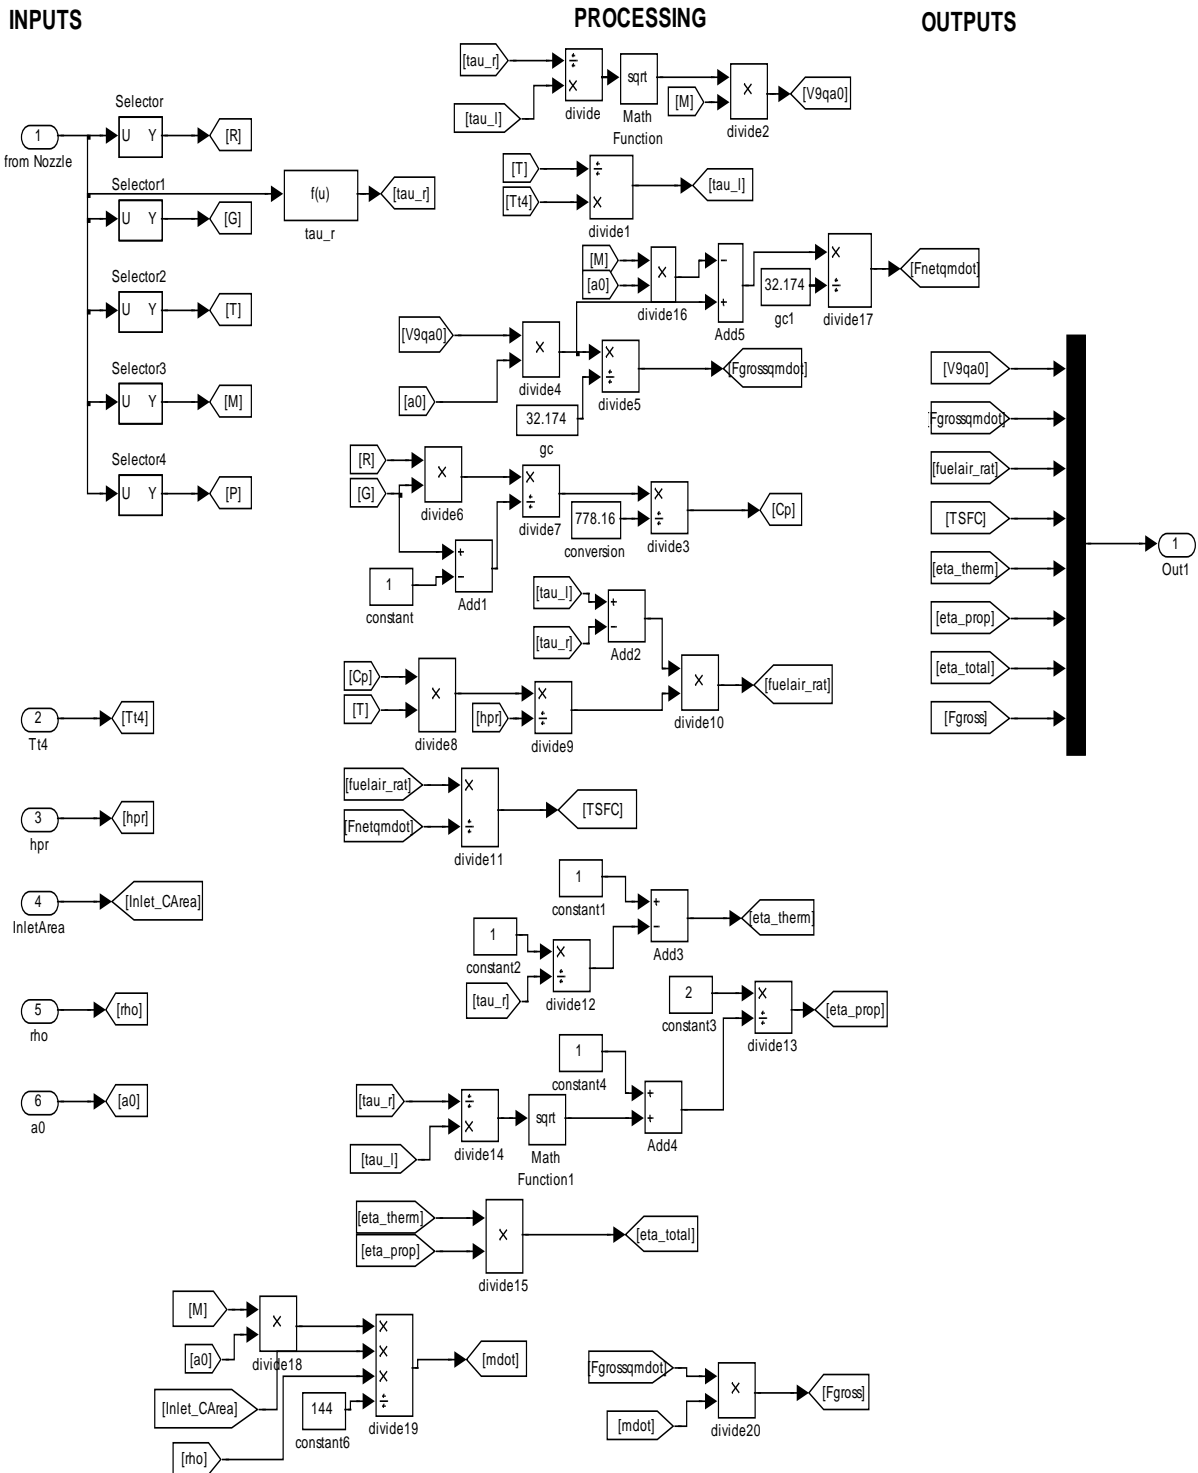 INPUTS
PROCESSING
OUTPUTS
[tau_r]
÷
×
[tau_l]
divide
sqrt
Math
Function
[M]
×
divide2
[V9qa0]
1
from Nozzle
Selector
U Y
[R]
[T]
[Tt4]
÷
×
divide1
[tau_l]
Selector1
U Y
[G]
f(u)
tau_r
[tau_r]
[M]
[a0]
×
divide16
-
+
Add5
32.174
gc1
×
÷
divide17
[Fnetqmdot]
Selector2
U Y
[T]
[V9qa0]
[a0]
×
divide4
32.174
gc
×
÷
divide5
[Fgrossqmdot]
Selector3
U Y
[M]
Selector4
U Y
[P]
[R]
[G]
×
divide6
×
÷
divide7
778.16
conversion
×
÷
divide3
[Cp]
1
constant
+
-
Add1
[tau_l]
[tau_r]
+
-
Add2
[Cp]
[T]
×
divide8
[hpr]
×
÷
divide9
×
divide10
[fuelair_rat]
[V9qa0]
[Fgrossqmdot]
[fuelair_rat]
[TSFC]
[eta_therm]
[eta_prop]
[eta_total]
[Fgross]
1
Out1
2
Tt4
[Tt4]
3
hpr
[hpr]
[fuelair_rat]
[Fnetqmdot]
×
÷
divide11
[TSFC]
4
InletArea
[Inlet_CArea]
1
constant1
1
constant2
[tau_r]
×
÷
divide12
+
-
Add3
[eta_therm]
5
rho
[rho]
2
constant3
×
÷
divide13
[eta_prop]
6
a0
[a0]
1
constant4
[tau_r]
[tau_l]
÷
×
divide14
sqrt
Math
Function1
+
+
Add4
[eta_therm]
[eta_prop]
×
divide15
[eta_total]
[M]
[a0]
×
divide18
[Inlet_CArea]
[rho]
144
constant6
×
×
×
÷
divide19
[mdot]
[Fgrossqmdot]
[mdot]
×
divide20
[Fgross]